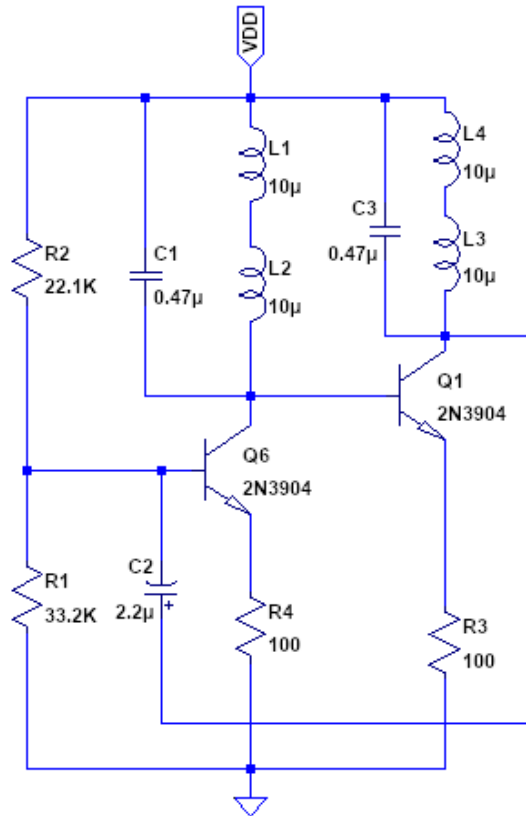 VDD
L1
10µ
L4
10µ
C3
0.47µ
L3
10µ
R2
22.1K
C1
0.47µ
L2
10µ
Q1
2N3904
Q6
2N3904
R1
33.2K
C2
2.2µ
+
R4
100
R3
100